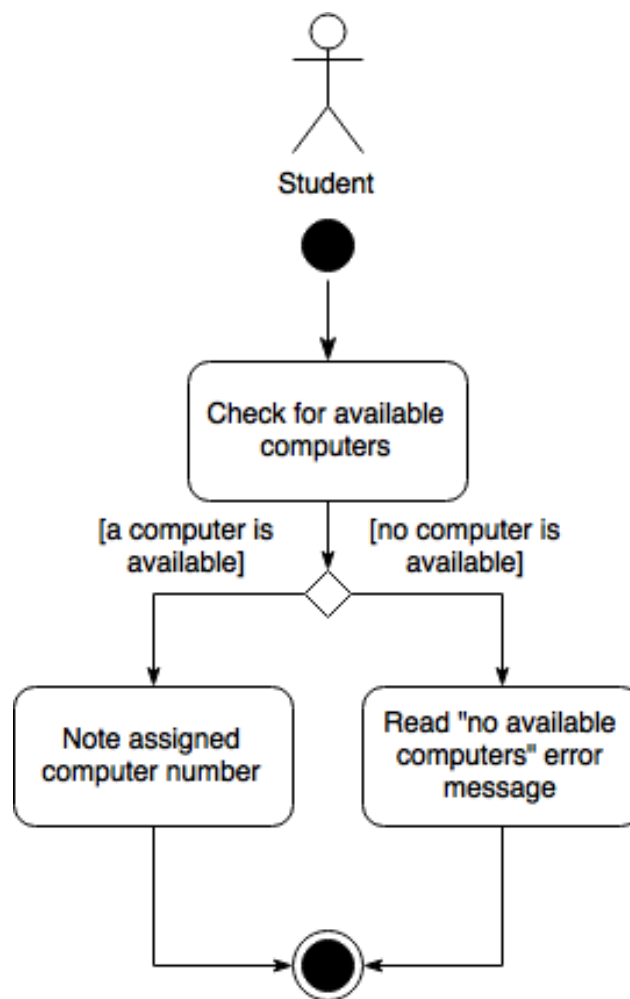 Student
Check for available
computers
[a computer is
available]
[no computer is
available]
Note assigned
computer number
Read "no available
computers" error
message